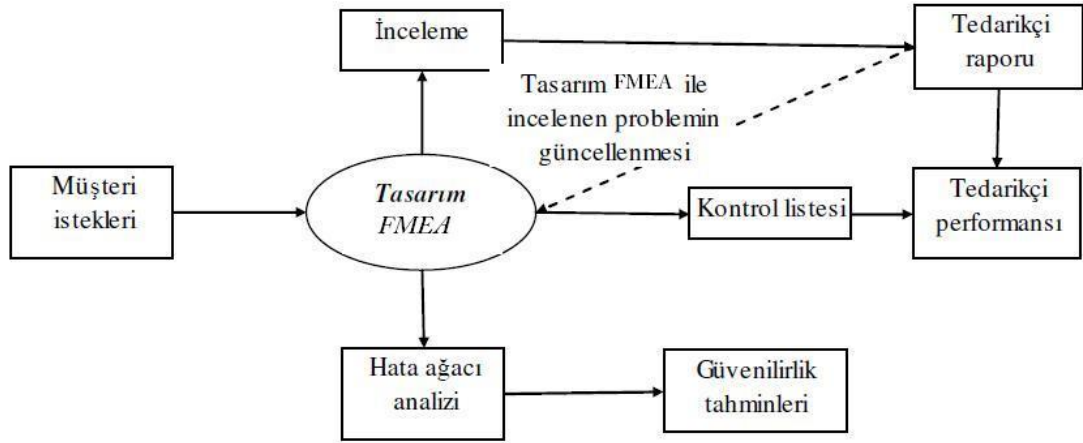 İnceleme
Tedarikçi
raporu
Tasarım FMEA ile
incelenen problemin
güncellenmesi
Müşteri
istekleri
Tasarım
FMEA
Kontrol listesi
Tedarikçi
performansı
Hata ağacı
analizi
Güvenilirlik
tahminleri